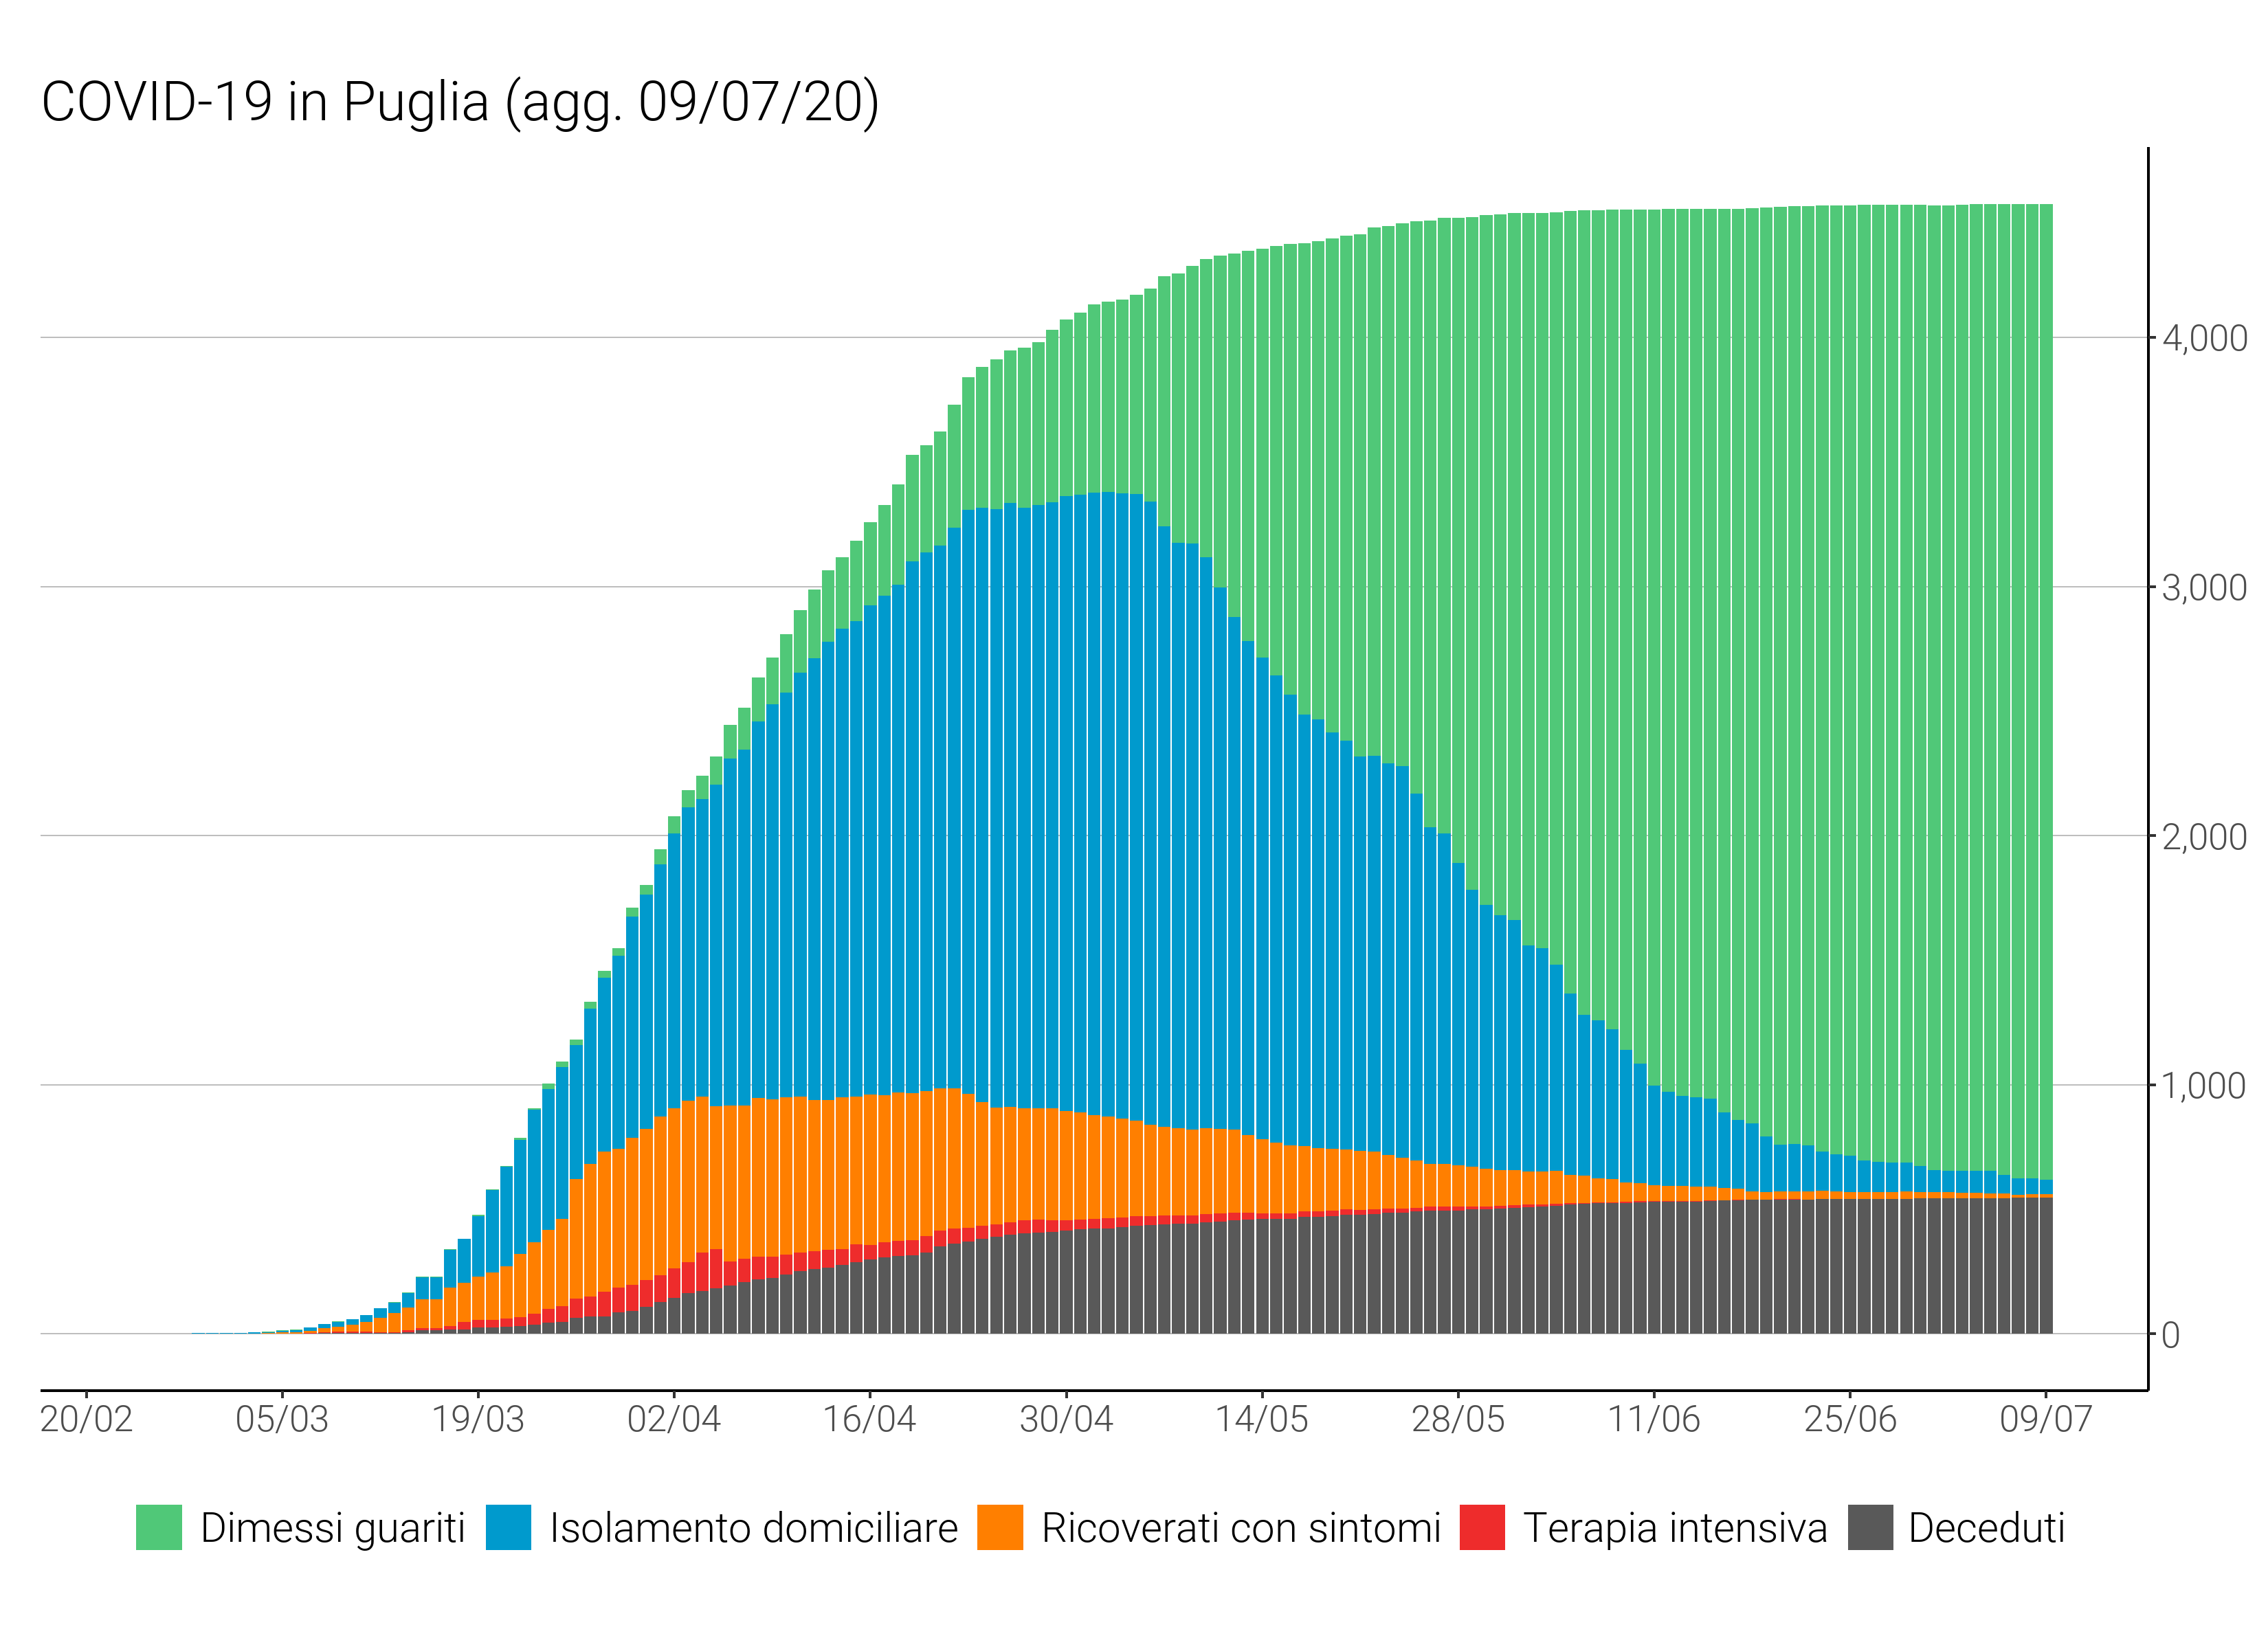 COVID-19 in Puglia (agg. 09/07/20)
4,000
3,000
2,000
1,000
0
20/02 05/03 19/03 02/04 16/04 30/04 14/05 28/05 11/06 25/06 09/07
Dimessi guariti Isolamento domiciliare Ricoverati con sintomi Terapia intensiva Deceduti